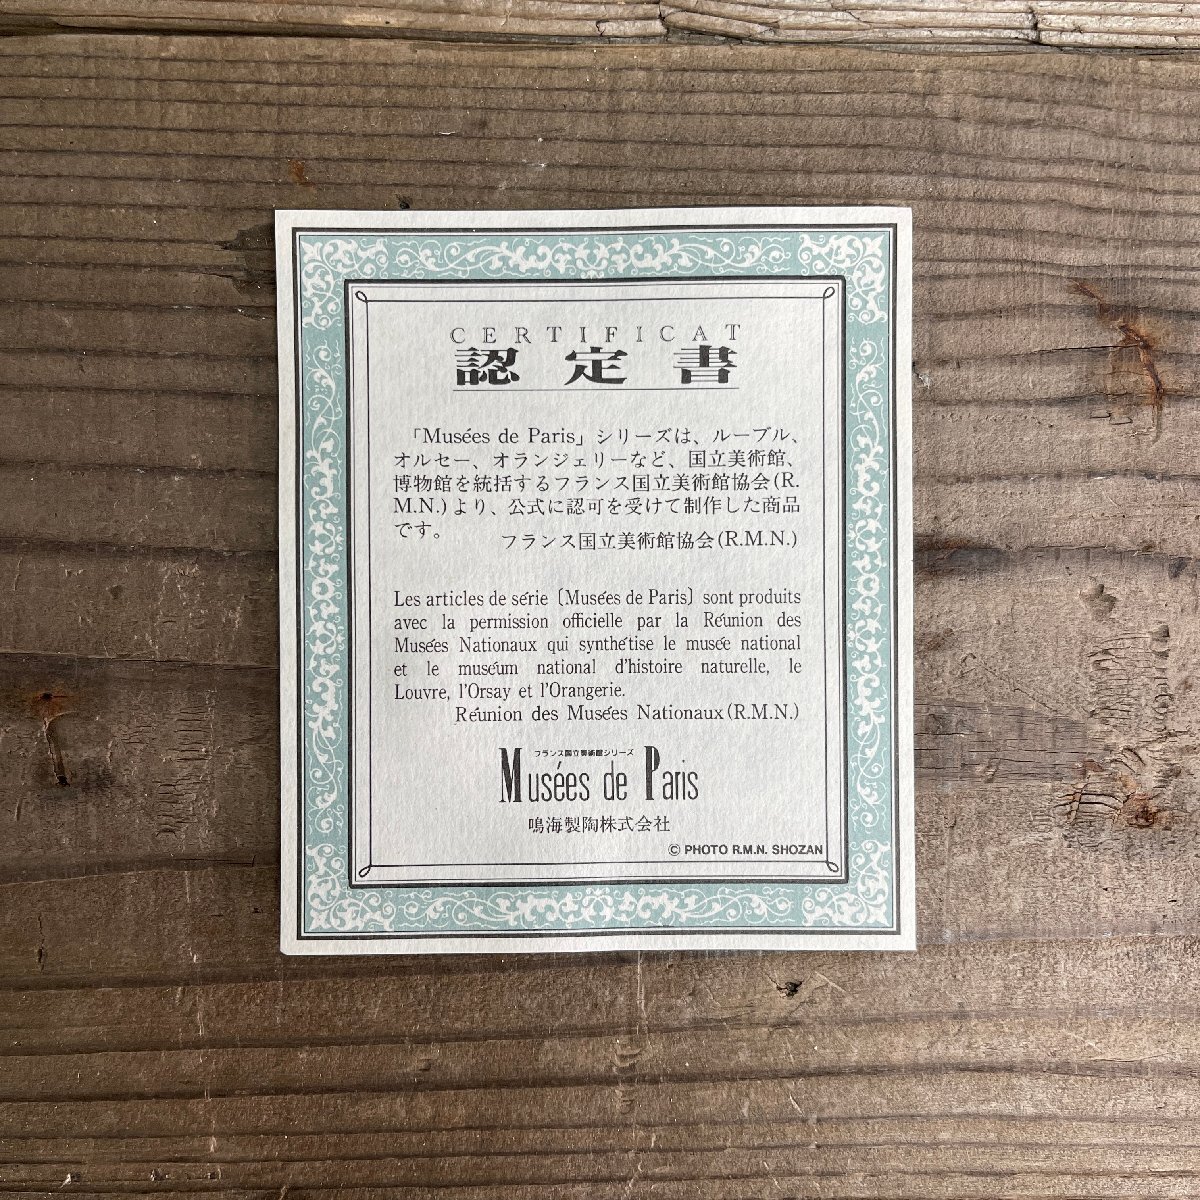 CERTIFICAT
認定書
「Musées de Paris」シリーズは、ルーブル、
オルセー、オランジェリーなど、国立美術館、
博物館を統括するフランス国立美術館協会(R.
M.N.)より、公式に認可を受けて制作した商品
です。
フランス国立美術館協会(R.M.N.)
Les articles de série〔Musées de Paris〕sont produits
avec la permission officielle par la Réunion des
Musées Nationaux qui synthétise le musée national
et le muséum national d'histoire naturelle, le
Louvre, l'Orsay et l'Orangerie.
Réunion des Musées Nationaux(R.M.N.)
フランス国立美術館シリーズ
Musées de Paris
鳴海製陶株式会社
© PHOTO R.M.N. SHOZAN